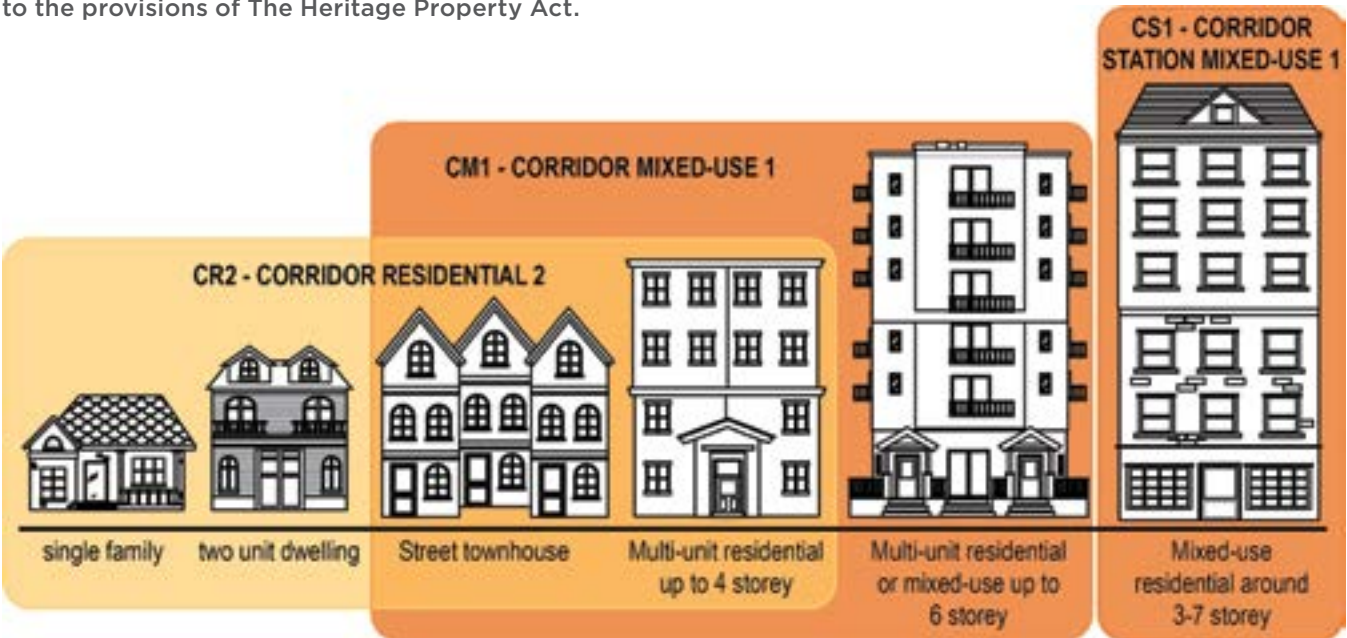 to the provisions of The Heritage Property Act.
CS1 - CORRIDOR
STATION MIXED-USE 1
CM1 - CORRIDOR MIXED-USE 1
CR2 - CORRIDOR RESIDENTIAL 2
single family
two unit dwelling
Street townhouse
Multi-unit residential
up to 4 storey
Multi-unit residential
or mixed-use up to
6 storey
Mixed-use
residential around
3-7 storey